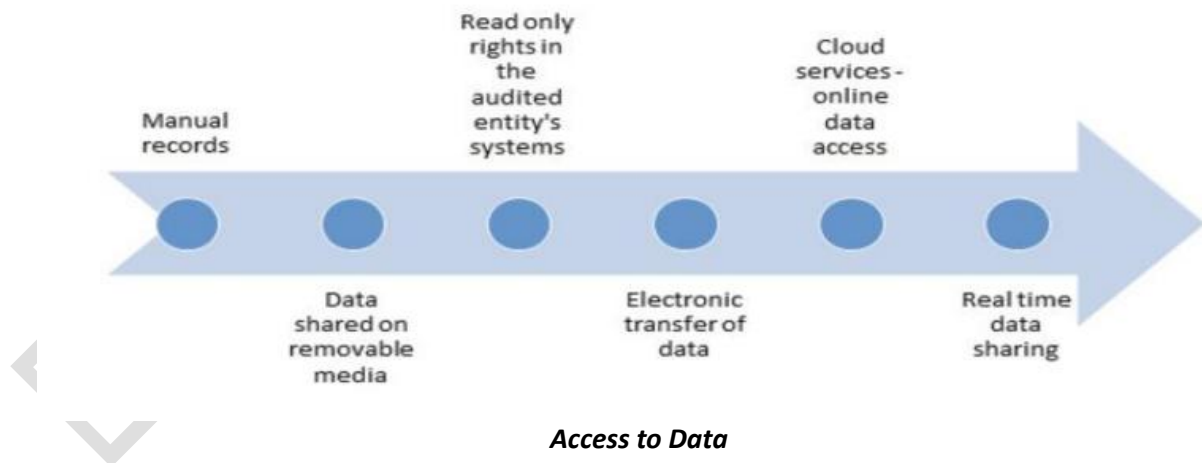 Manual
records
Data
shared on
removable
media
Read only
rights in
the
audited
entity's
systems
Electronic
transfer of
data
Cloud
services -
online
data
access
Real time
data
sharing
Access to Data